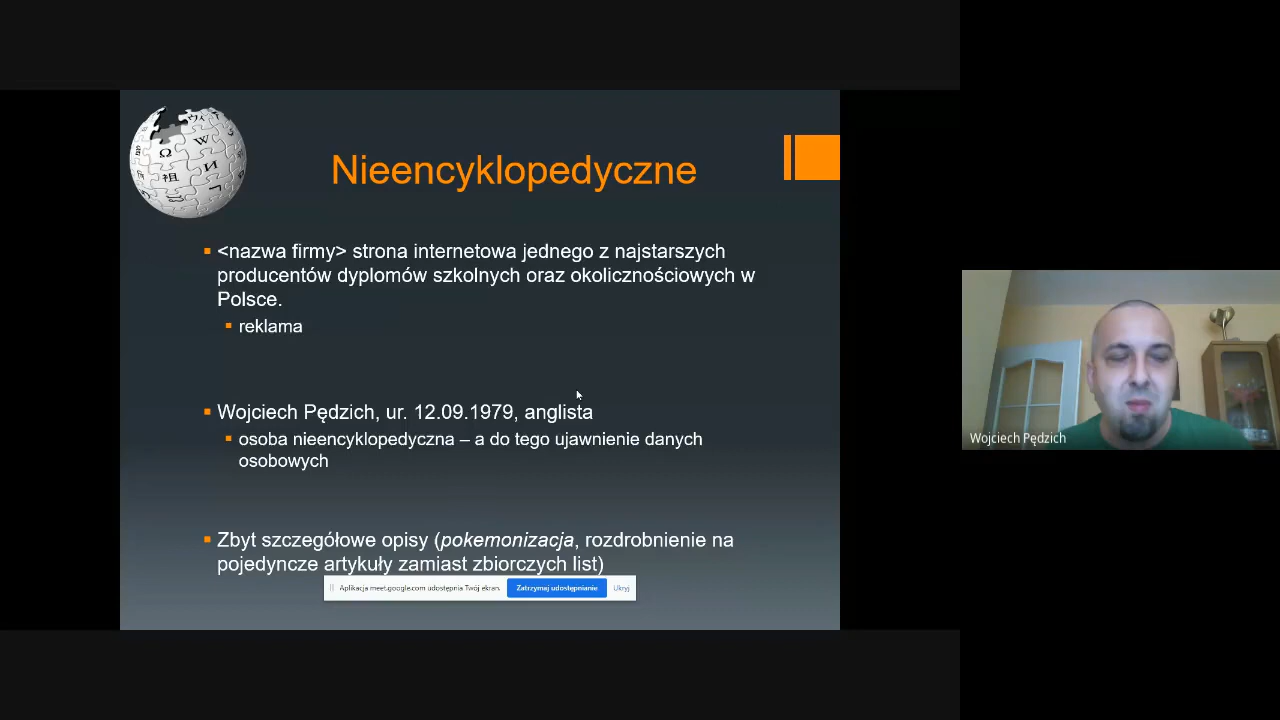 Nieencyklopedyczne
<nazwa firmy> strona internetowa jednego z najstarszych
producentów dyplomów szkolnych oraz okolicznościowych w
Polsce.
reklama
Wojciech Pędzich, ur. 12.09.1979, anglista
osoba nieencyklopedyczna – a do tego ujawnienie danych
osobowych
Zbyt szczegółowe opisy (pokemonizacja, rozdrobnienie na
pojedyncze artykuły zamiast zbiorczych list)
Aplikacja meet.google.com udostępnia Twój ekran.
Zatrzymaj udostępnianie
Ukryj
Wojciech Pędzich